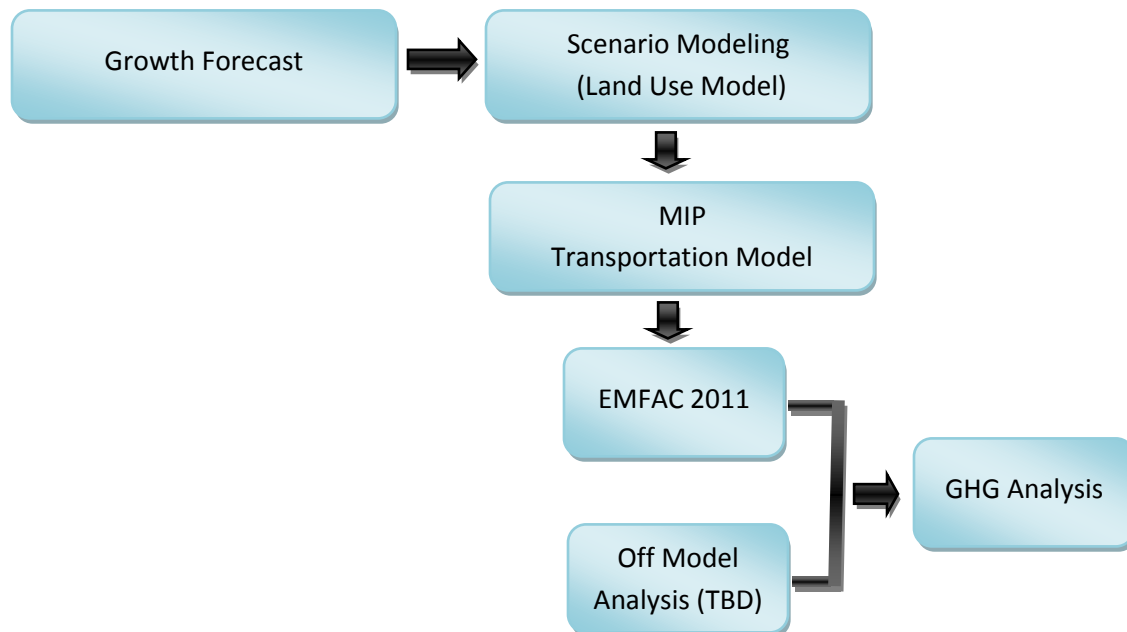 Growth Forecast
Scenario Modeling
(Land Use Model)
MIP
Transportation Model
EMFAC 2011
GHG Analysis
Off Model
Analysis (TBD)